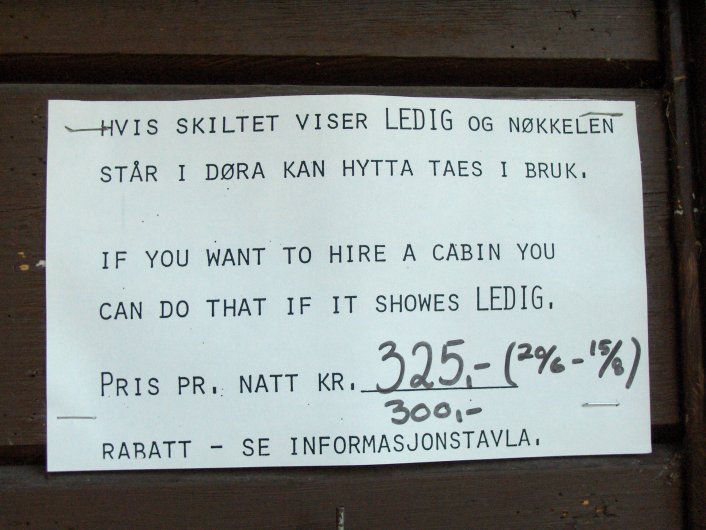 HVIS SKILTET VISER LEDIG OG NØKKELEN
STÅR I DØRA KAN HYTTA TAES I BRUK.
IF YOU WANT TO HIRE A CABIN YOU
CAN DO THAT IF IT SHOWES LEDIG.
PRIS PR. NATT KR. 325,- (20/6 - 15/8)
300,-
RABATT - SE INFORMASJONSTAVLA.